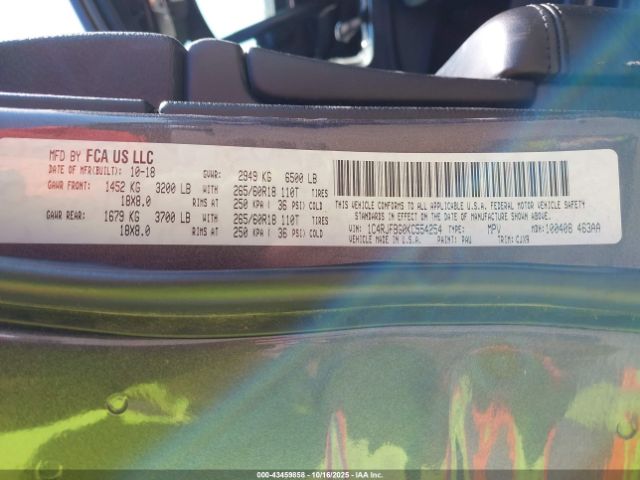 MFD BY FCA US LLC
DATE OF MFR(BUILT): 10-18 GVWR: 2949 KG 6500 LB
GAWR FRONT: 1452 KG 3200 LB WITH 265/60R18 110T TIRES
18X8.0 RIMS AT 250 KPA ( 36 PSI) COLD
GAWR REAR: 1679 KG 3700 LB WITH 265/60R18 110T TIRES
18X8.0 RIMS AT 250 KPA ( 36 PSI) COLD
THIS VEHICLE CONFORMS TO ALL APPLICABLE U.S.A. FEDERAL MOTOR VEHICLE SAFETY
STANDARDS IN EFFECT ON THE DATE OF MANUFACTURE SHOWN ABOVE.
VIN: 1C4RJFBG0KC554254 TYPE: MPV MDH: 100408 463AA
VEHICLE MADE IN U.S.A. PAINT: PAU TRIM: CJX9
000-43459858 - 10/16/2025 - IAA Inc.